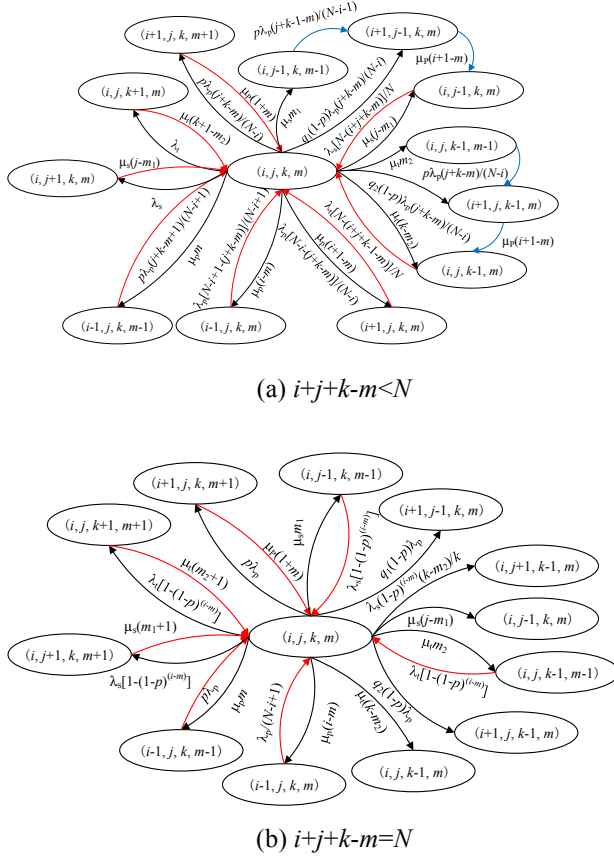 (i+1, j, k, m+1)
pλₚ(j+k-1-m)/(N-i-1)
(i+1, j-1, k, m)
(i, j-1, k, m-1)
μₚ(i+1-m)
(i, j, k+1, m)
pλₚ(j+k-m)/(N-i)
μₚ(1+m)
μₛm₁
q₁(1-p)λₚ(j+k-m)/(N-i)
λₛ[N-(i+j+k-m)]/N
(i, j-1, k, m)
μₜ(k+1-m₂)
λₜ
μₛ(j-m₁)
(i, j, k-1, m-1)
μₜm₂
pλₚ(j+k-m)/(N-i)
(i, j+1, k, m)
μₛ(j-m₁)
(i, j, k, m)
λₛ
q₂(1-p)λₚ(j+k-m)/(N-i)
(i+1, j, k-1, m)
μₜ(k-m₂)
μₚ(i+1-m)
pλₚ(j+k-m+1)/(N-i+1)
μₚm
λₚ[N-i+1-(j+k-m)]/(N-i+1)
μₚ(i-m)
μₚ(i+1-m)
λₚ[N-i-(j+k-m)]/(N-i)
λₛ[N-(i+j+k-1-m)]/N
(i, j, k-1, m)
(i-1, j, k, m-1)
(i-1, j, k, m)
(i+1, j, k, m)
(a) i+j+k-m<N
(i+1, j, k, m+1)
(i, j-1, k, m-1)
(i, j, k+1, m+1)
(i+1, j-1, k, m)
pλₚ
μₚ(1+m)
μₛm₁
λₛ[1-(1-p)⁽ⁱ⁻ᵐ⁾]
q₁(1-p)λₚ
μₜ(m₂+1)
λₜ[1-(1-p)⁽ⁱ⁻ᵐ⁾]
λₛ(1-p)⁽ⁱ⁻ᵐ⁾(k-m₂)/k
(i, j+1, k-1, m)
μₛ(j-m₁)
(i, j-1, k, m)
(i, j+1, k, m+1)
μₛ(m₁+1)
(i, j, k, m)
μₜm₂
λₛ[1-(1-p)⁽ⁱ⁻ᵐ⁾]
λₜ[1-(1-p)⁽ⁱ⁻ᵐ⁾]
(i, j, k-1, m-1)
pλₚ
μₚm
λₚ/(N-i+1)
μₚ(i-m)
μₜ(k-m₂)
q₂(1-p)λₚ
(i+1, j, k-1, m)
(i-1, j, k, m-1)
(i-1, j, k, m)
(i, j, k-1, m)
(b) i+j+k-m=N